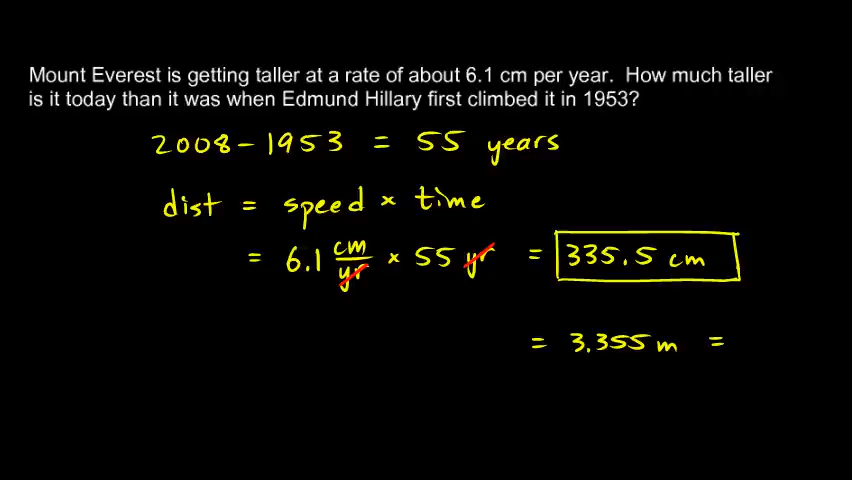 Mount Everest is getting taller at a rate of about 6.1 cm per year. How much taller
is it today than it was when Edmund Hillary first climbed it in 1953?
2008 - 1953 = 55 years
dist = speed × time
= 6.1 cm/yr × 55 yr = 335.5 cm
= 3.355 m =